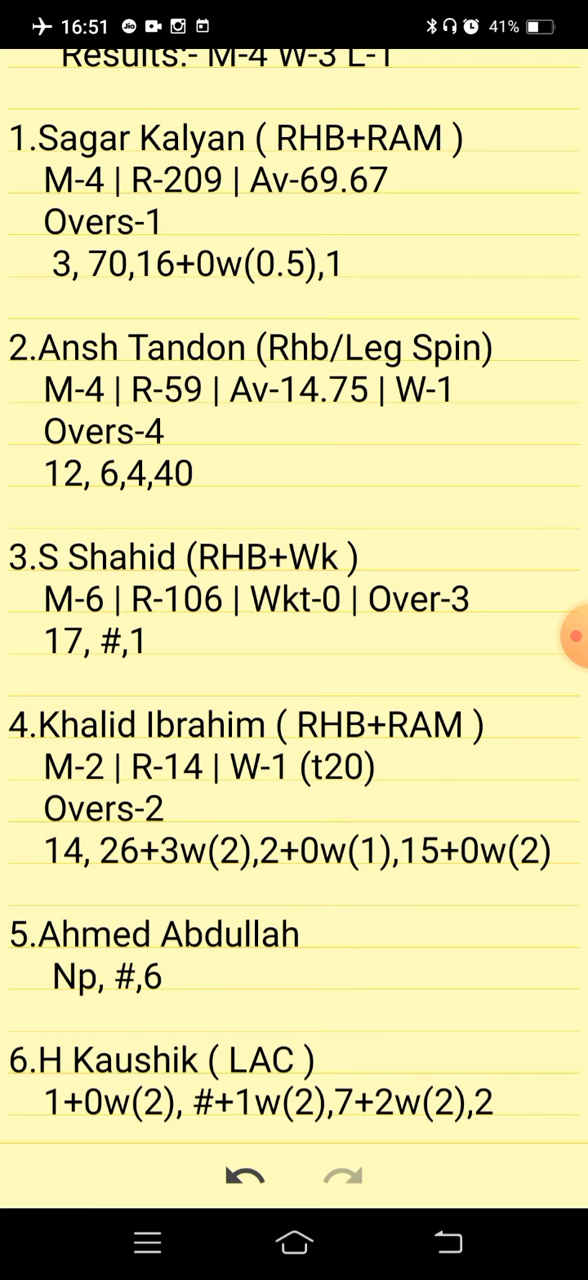 16:51
Jio
41%
Results:- M-4 W-3 L-1
1.Sagar Kalyan ( RHB+RAM )
M-4 | R-209 | Av-69.67
Overs-1
3, 70,16+0w(0.5),1
2.Ansh Tandon (Rhb/Leg Spin)
M-4 | R-59 | Av-14.75 | W-1
Overs-4
12, 6,4,40
3.S Shahid (RHB+Wk )
M-6 | R-106 | Wkt-0 | Over-3
17, #,1
4.Khalid Ibrahim ( RHB+RAM )
M-2 | R-14 | W-1 (t20)
Overs-2
14, 26+3w(2),2+0w(1),15+0w(2)
5.Ahmed Abdullah
Np, #,6
6.H Kaushik ( LAC )
1+0w(2), #+1w(2),7+2w(2),2